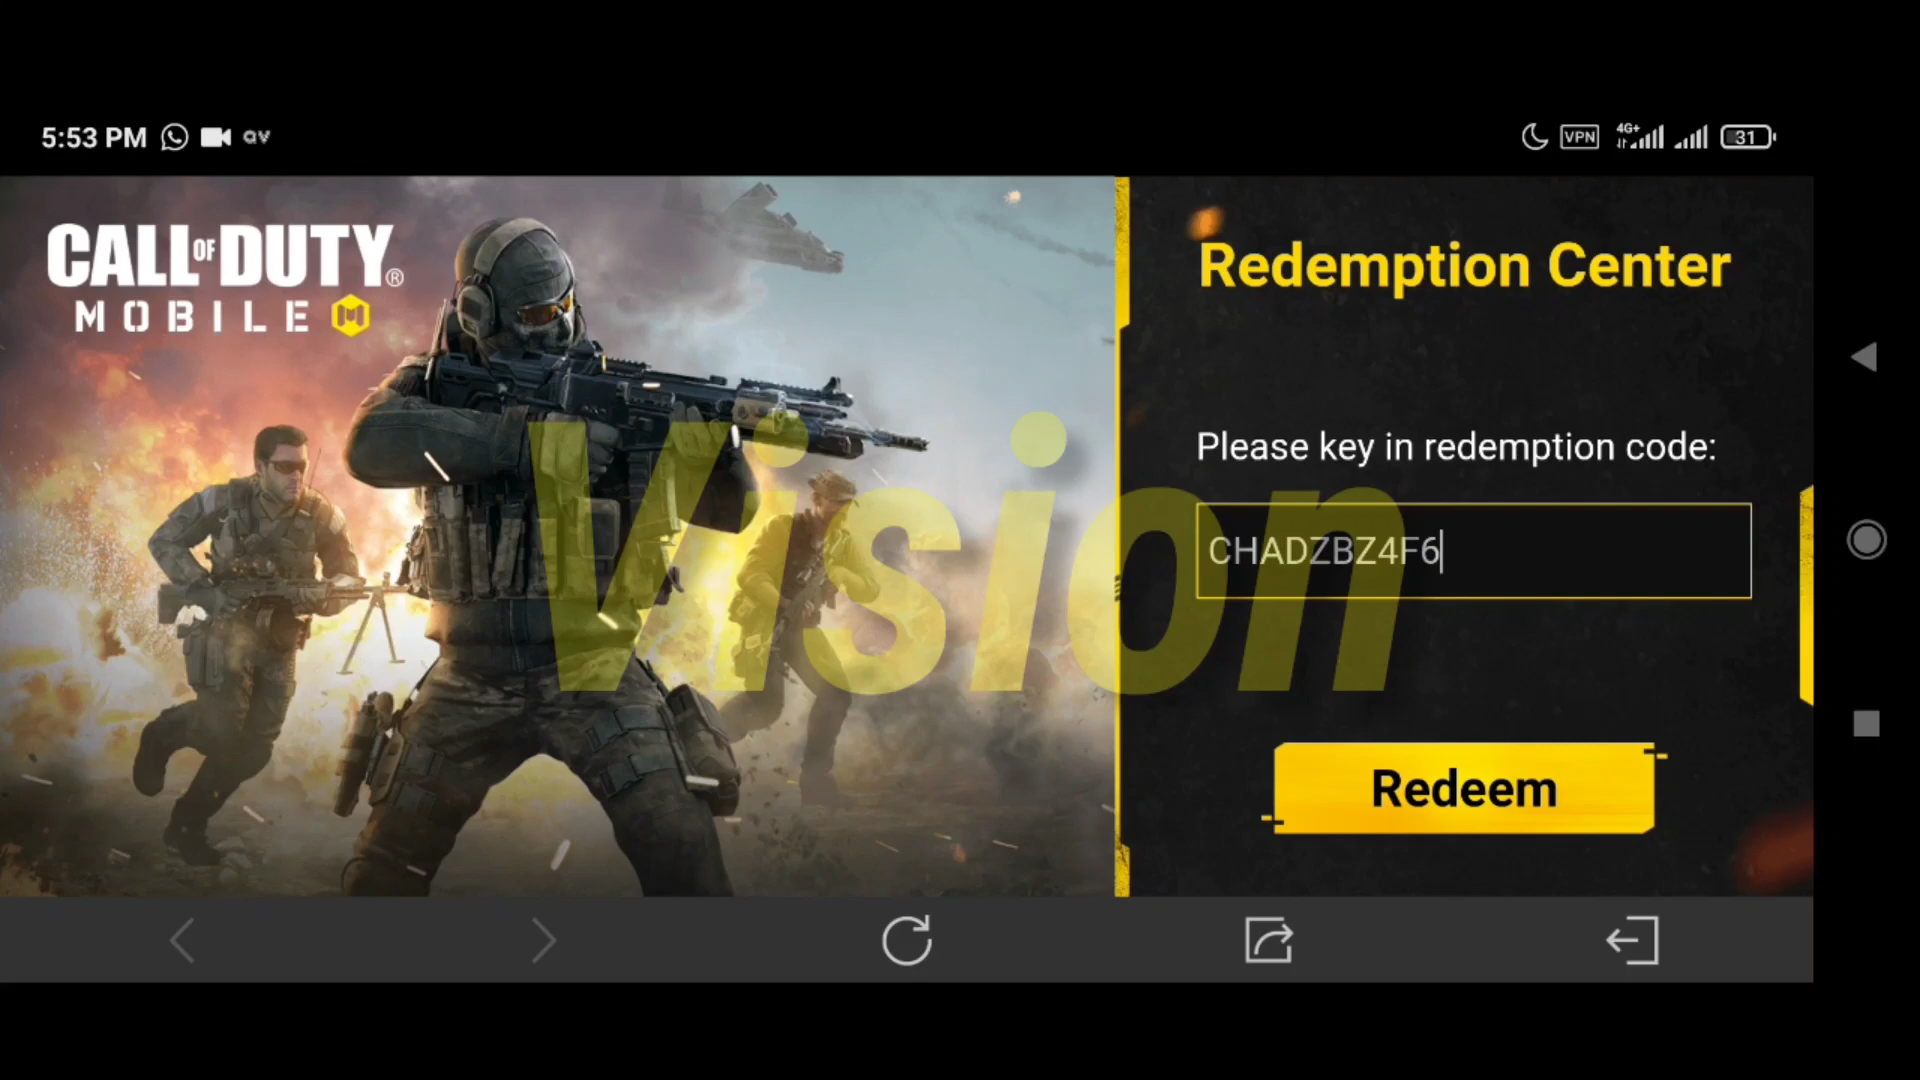 5:53 PM
VPN 4G+ 31
CALL OF DUTY®
MOBILE
Redemption Center
Please key in redemption code:
CHADZBZ4F6
Vision
Redeem